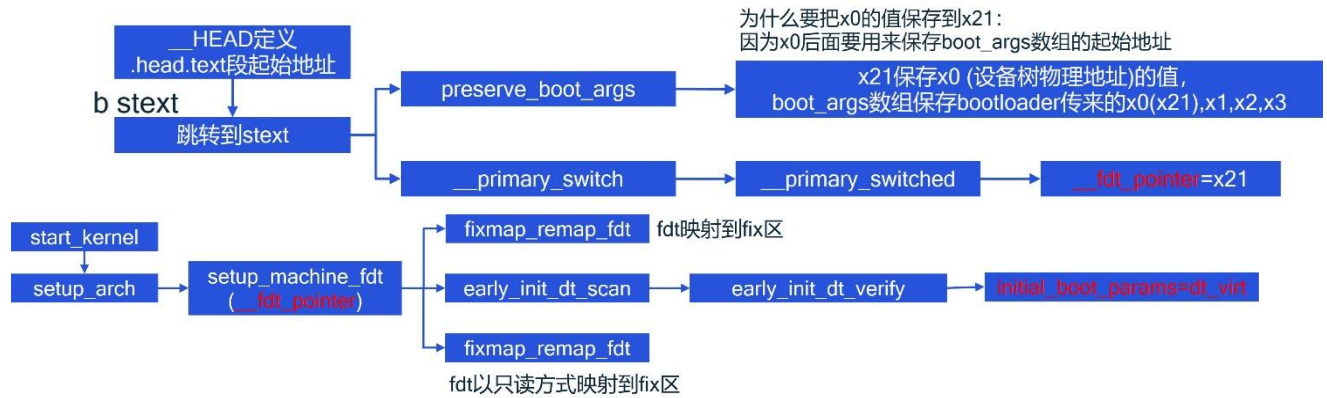 __HEAD定义
.head.text段起始地址
b stext
跳转到stext
preserve_boot_args
为什么要把x0的值保存到x21：
因为x0后面要用来保存boot_args数组的起始地址
x21保存x0 (设备树物理地址)的值，
boot_args数组保存bootloader传来的x0(x21),x1,x2,x3
__primary_switch
__primary_switched
__fdt_pointer=x21
start_kernel
setup_arch
setup_machine_fdt
(__fdt_pointer)
fixmap_remap_fdt
fdt映射到fix区
early_init_dt_scan
early_init_dt_verify
initial_boot_params=dt_virt
fixmap_remap_fdt
fdt以只读方式映射到fix区